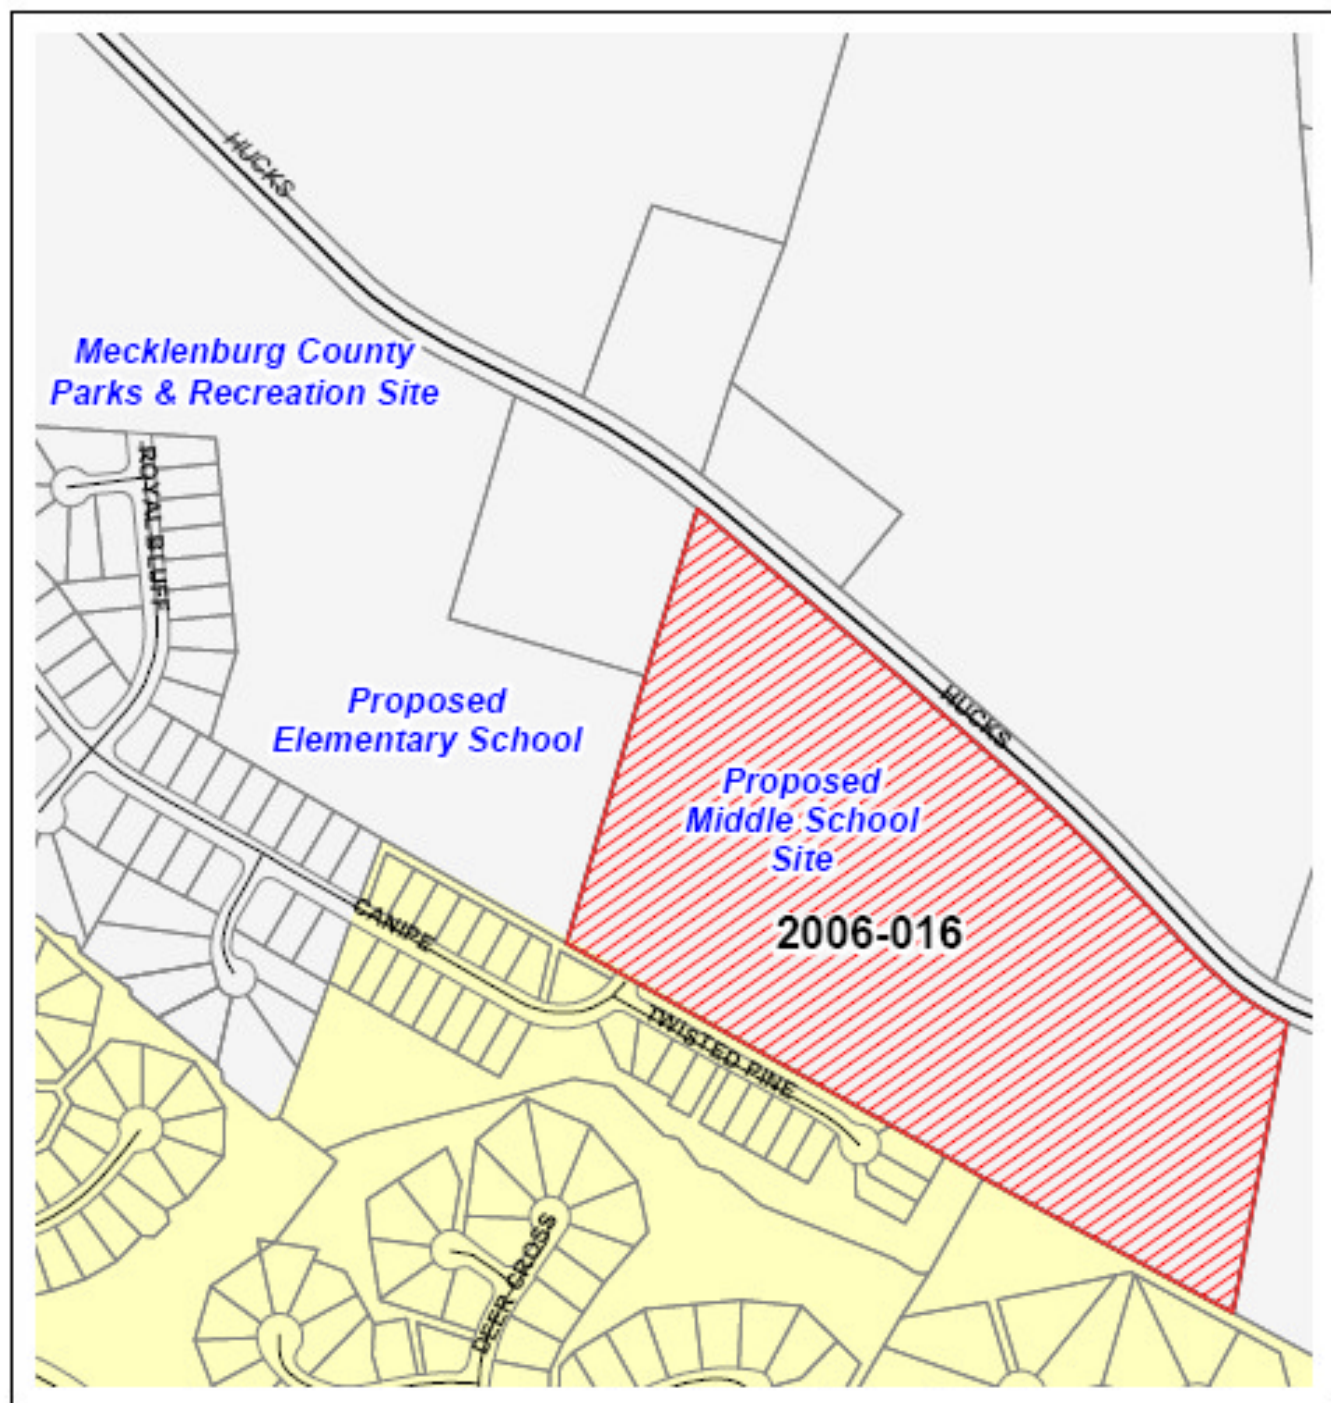 HUCKS
Mecklenburg County
Parks & Recreation Site
ROYAL BLUFF
Proposed
Elementary School
HUCKS
Proposed
Middle School
Site
2006-016
CANIPE
TWISTED PINE
DEER CROSS